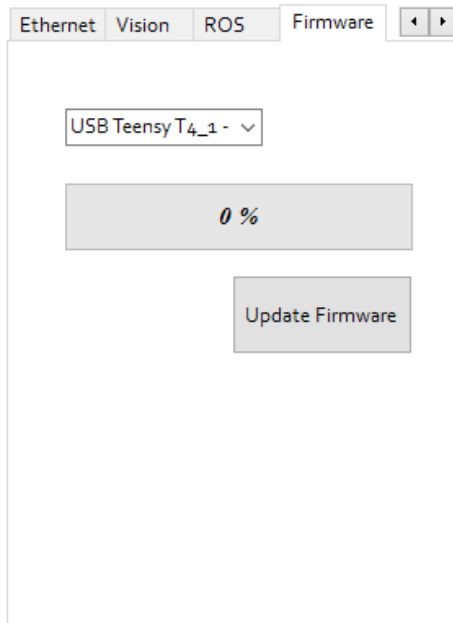 Ethernet Vision ROS Firmware
USB Teensy T4_1 -
0 %
Update Firmware